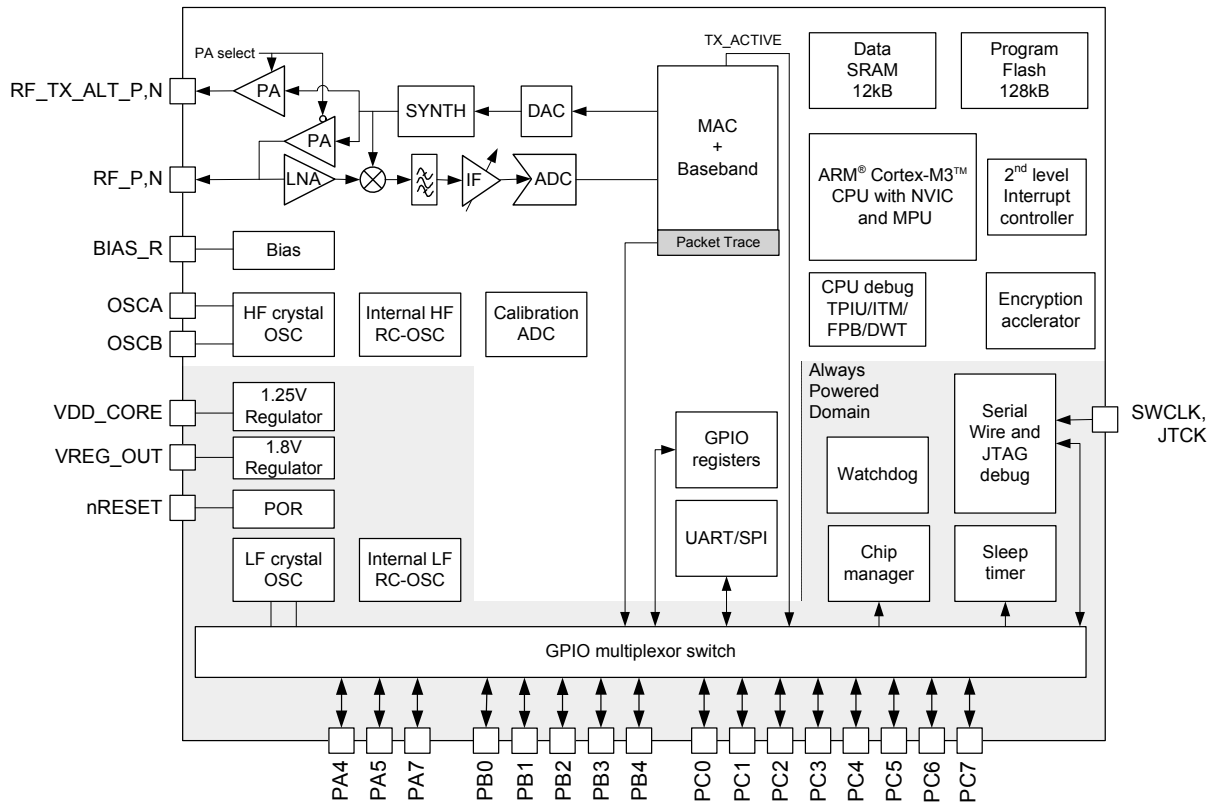 PA select
TX_ACTIVE
RF_TX_ALT_P,N
PA
SYNTH
DAC
PA
RF_P,N
LNA
IF
ADC
MAC
+
Baseband
Packet Trace
Data
SRAM
12kB
Program
Flash
128kB
ARM® Cortex-M3™
CPU with NVIC
and MPU
2nd level
Interrupt
controller
BIAS_R
Bias
OSCA
OSCB
HF crystal
OSC
Internal HF
RC-OSC
Calibration
ADC
CPU debug
TPIU/ITM/
FPB/DWT
Encryption
acclerator
Always
Powered
Domain
VDD_CORE
1.25V
Regulator
VREG_OUT
1.8V
Regulator
nRESET
POR
LF crystal
OSC
Internal LF
RC-OSC
GPIO
registers
UART/SPI
Watchdog
Serial
Wire and
JTAG
debug
SWCLK,
JTCK
Chip
manager
Sleep
timer
GPIO multiplexor switch
PA4
PA5
PA7
PB0
PB1
PB2
PB3
PB4
PC0
PC1
PC2
PC3
PC4
PC5
PC6
PC7